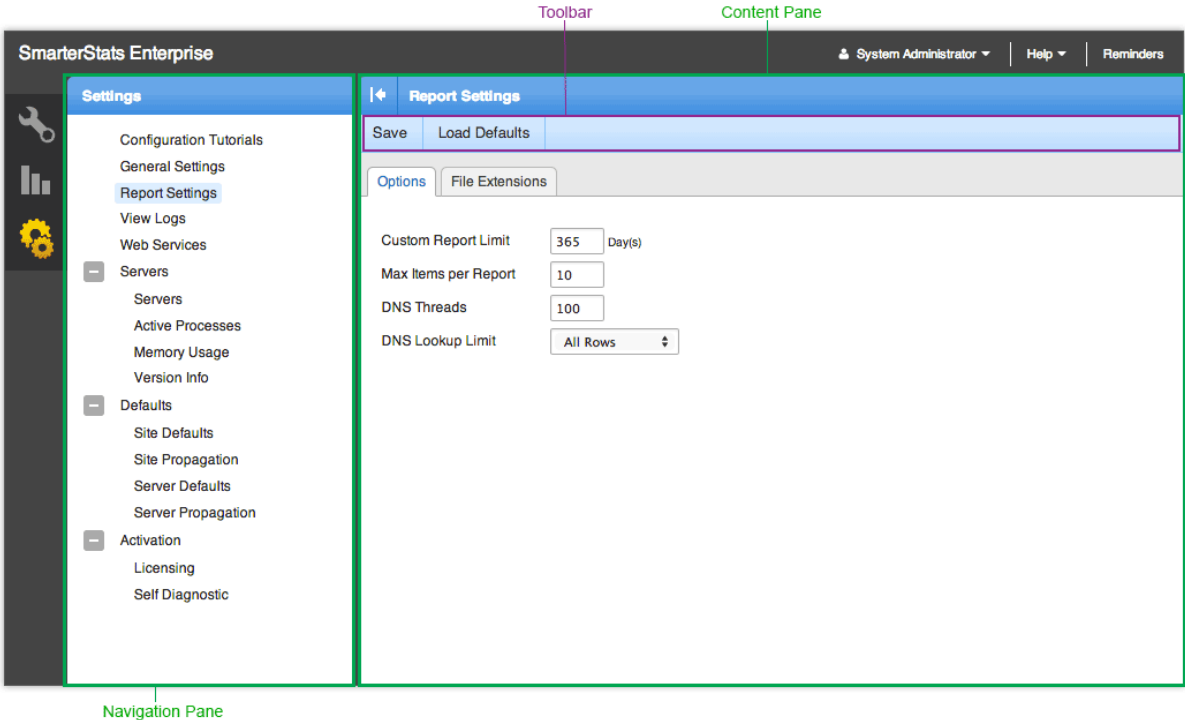 Toolbar
Content Pane
SmarterStats Enterprise
System Administrator
Help
Reminders
Settings
Configuration Tutorials
General Settings
Report Settings
View Logs
Web Services
Servers
Servers
Active Processes
Memory Usage
Version Info
Defaults
Site Defaults
Site Propagation
Server Defaults
Server Propagation
Activation
Licensing
Self Diagnostic
Report Settings
Save
Load Defaults
Options
File Extensions
Custom Report Limit 365 Day(s)
Max Items per Report 10
DNS Threads 100
DNS Lookup Limit All Rows
Navigation Pane